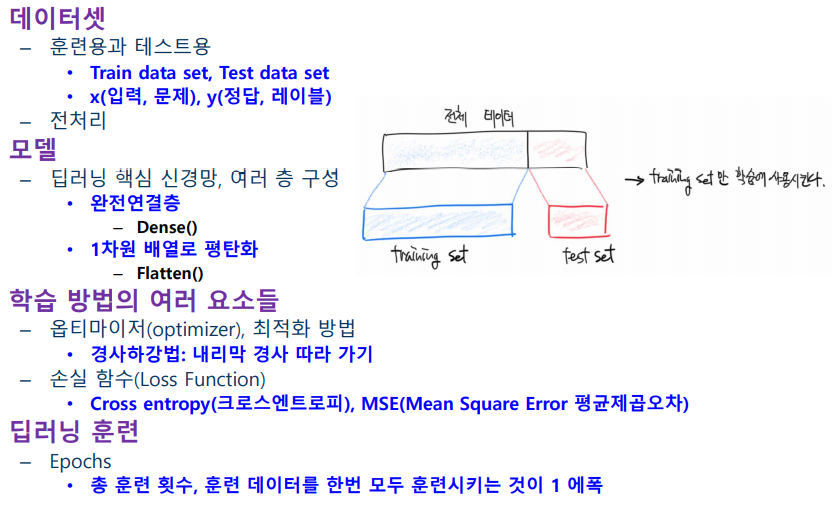 데이터셋
– 훈련용과 테스트용
• Train data set, Test data set
• x(입력, 문제), y(정답, 레이블)
– 전처리
모델
– 딥러닝 핵심 신경망, 여러 층 구성
• 완전연결층
– Dense()
• 1차원 배열로 평탄화
– Flatten()
전체 데이터
→ training set 만 학습에 사용시킨다.
training set
test set
학습 방법의 여러 요소들
– 옵티마이저(optimizer), 최적화 방법
• 경사하강법: 내리막 경사 따라 가기
– 손실 함수(Loss Function)
• Cross entropy(크로스엔트로피), MSE(Mean Square Error 평균제곱오차)
딥러닝 훈련
– Epochs
• 총 훈련 횟수, 훈련 데이터를 한번 모두 훈련시키는 것이 1 에폭